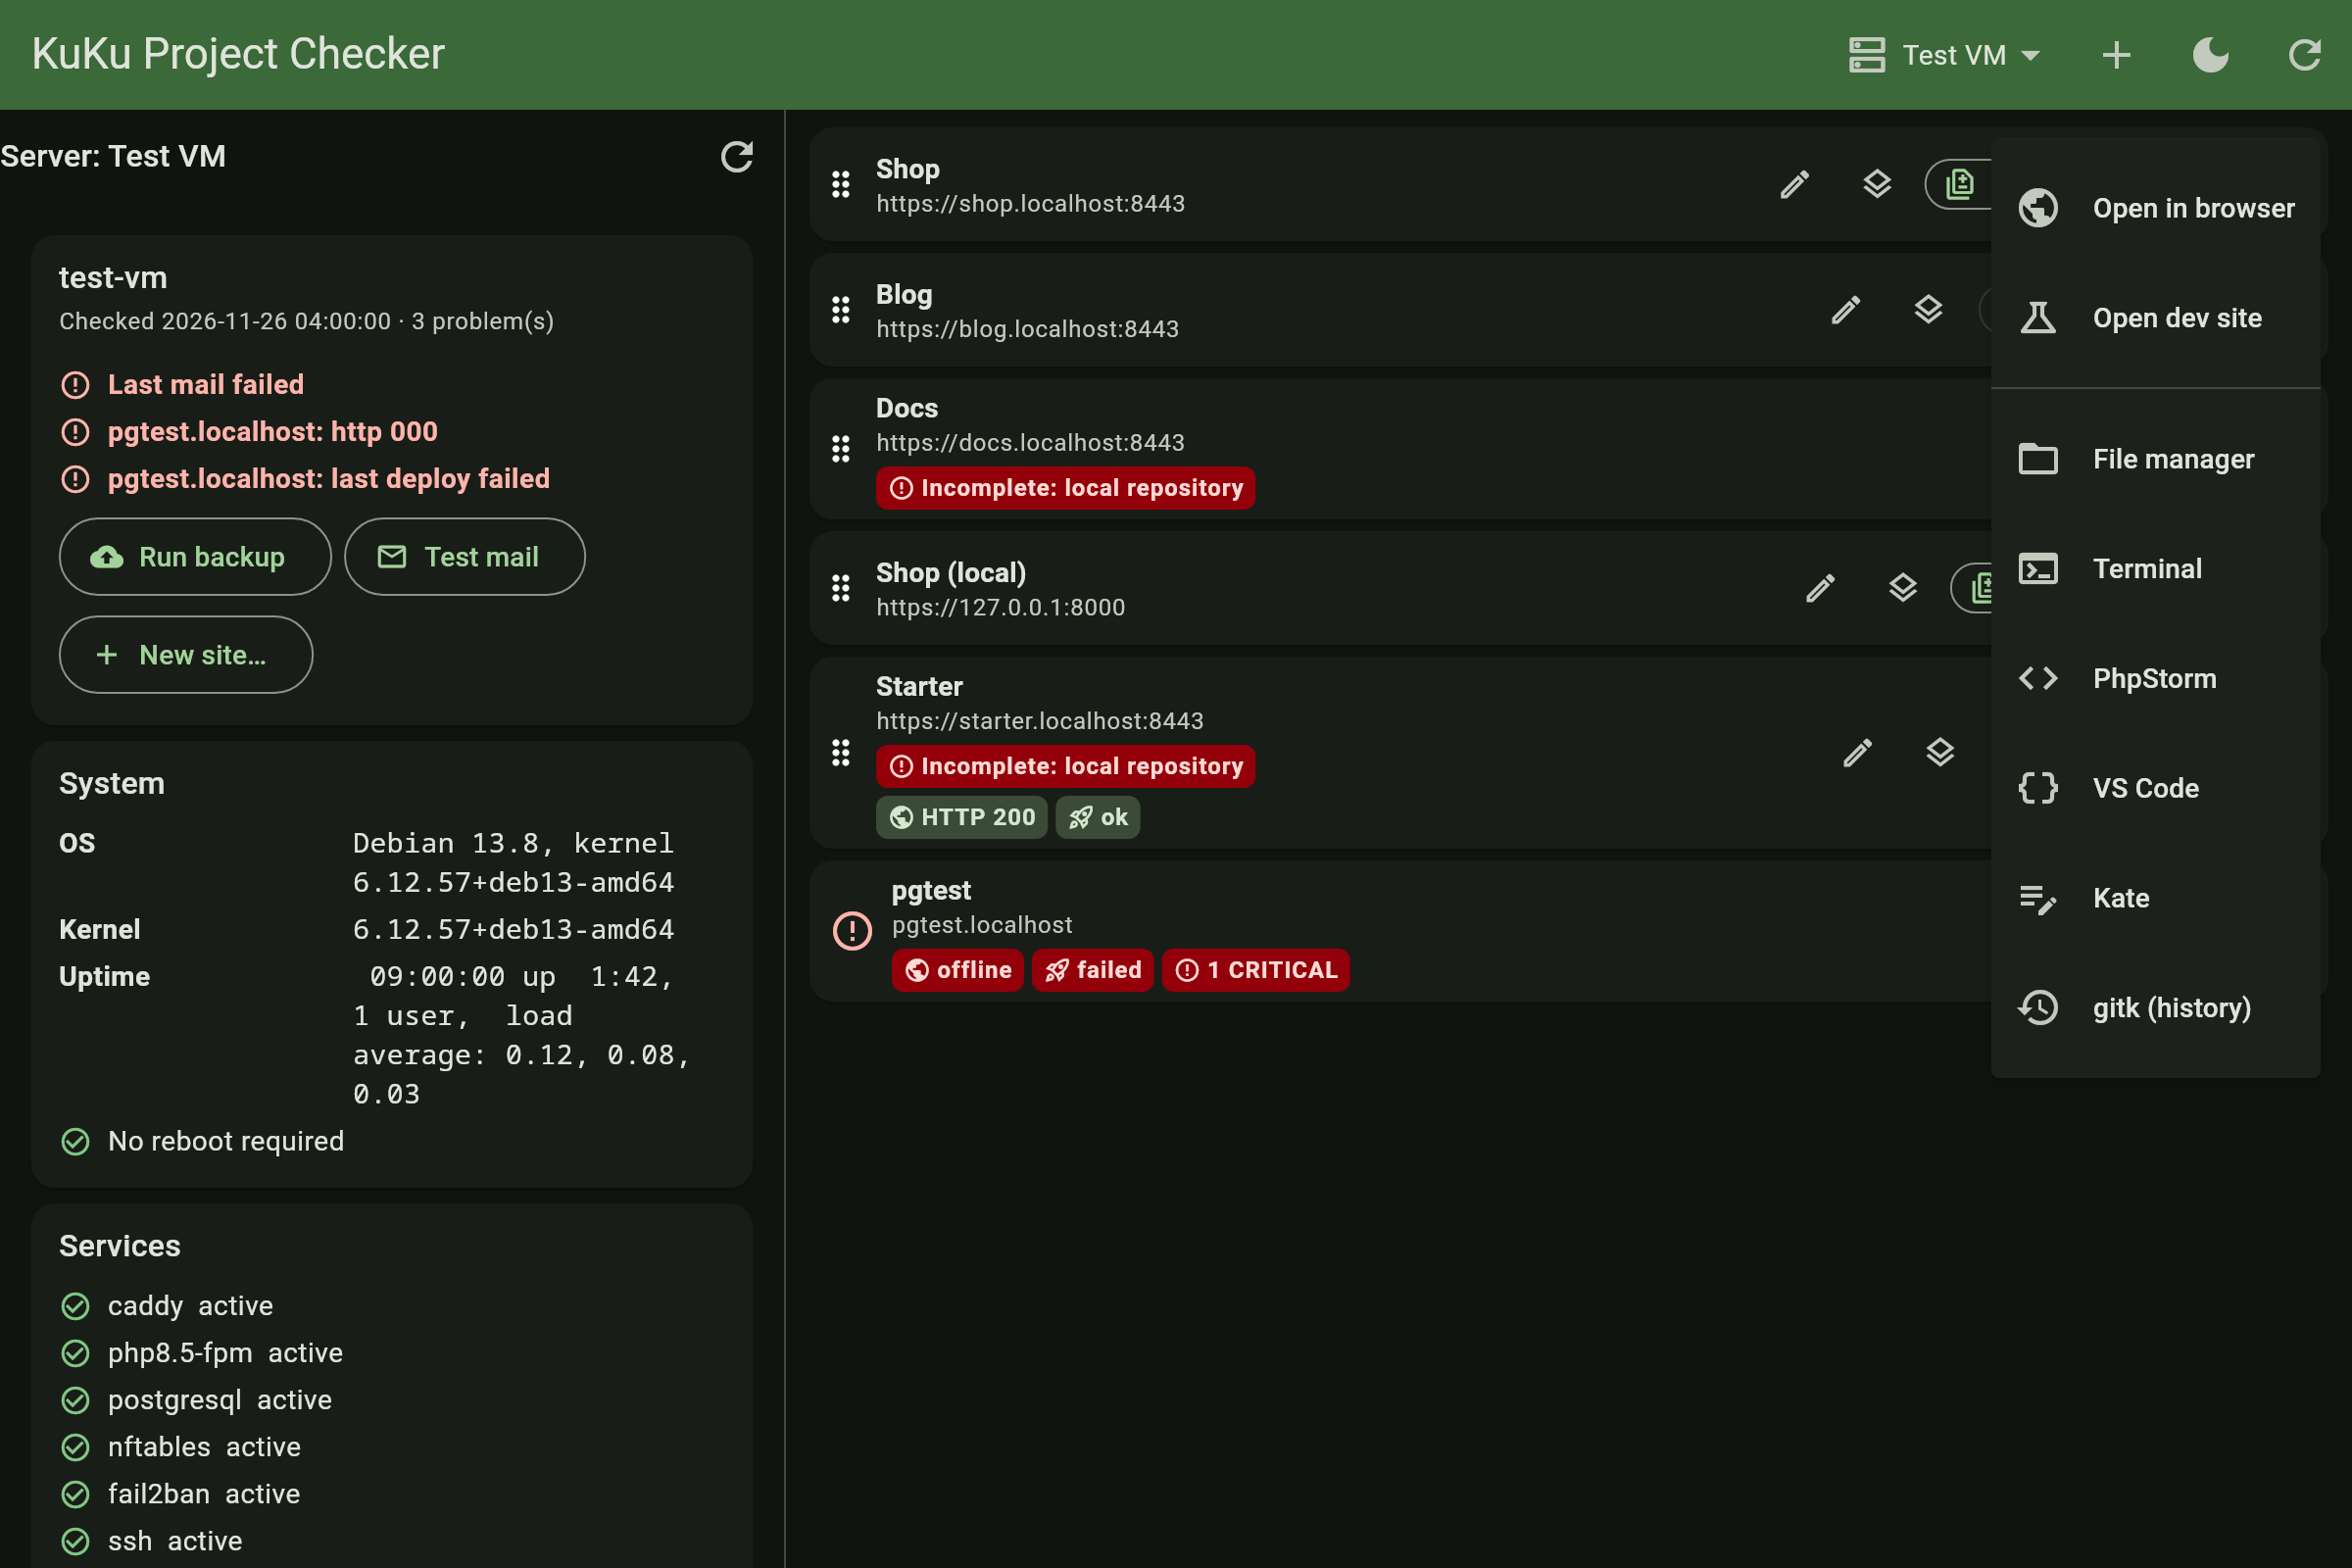 KuKu Project Checker
Test VM
Server: Test VM
test-vm
Checked 2026-11-26 04:00:00 · 3 problem(s)
Last mail failed
pgtest.localhost: http 000
pgtest.localhost: last deploy failed
Run backup
Test mail
New site...
System
OS
Debian 13.8, kernel
6.12.57+deb13-amd64
Kernel
6.12.57+deb13-amd64
Uptime
09:00:00 up 1:42,
1 user, load
average: 0.12, 0.08,
0.03
No reboot required
Services
caddy active
php8.5-fpm active
postgresql active
nftables active
fail2ban active
ssh active
Shop
https://shop.localhost:8443
Blog
https://blog.localhost:8443
Docs
https://docs.localhost:8443
Incomplete: local repository
Shop (local)
https://127.0.0.1:8000
Starter
https://starter.localhost:8443
Incomplete: local repository
HTTP 200
ok
pgtest
pgtest.localhost
offline
failed
1 CRITICAL
Open in browser
Open dev site
File manager
Terminal
PhpStorm
VS Code
Kate
gitk (history)